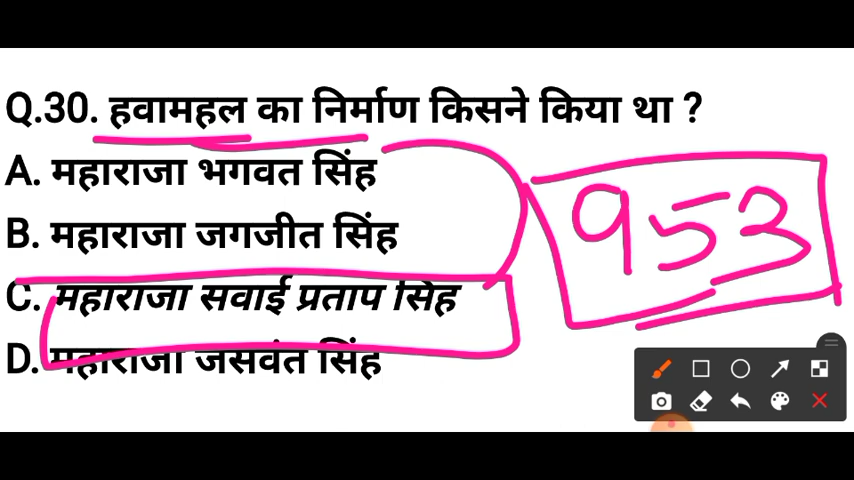 Q.30. हवामहल का निर्माण किसने किया था ?
A. महाराजा भगवत सिंह
B. महाराजा जगजीत सिंह
C. महाराजा सवाई प्रताप सिंह
D. महाराजा जसवंत सिंह
953